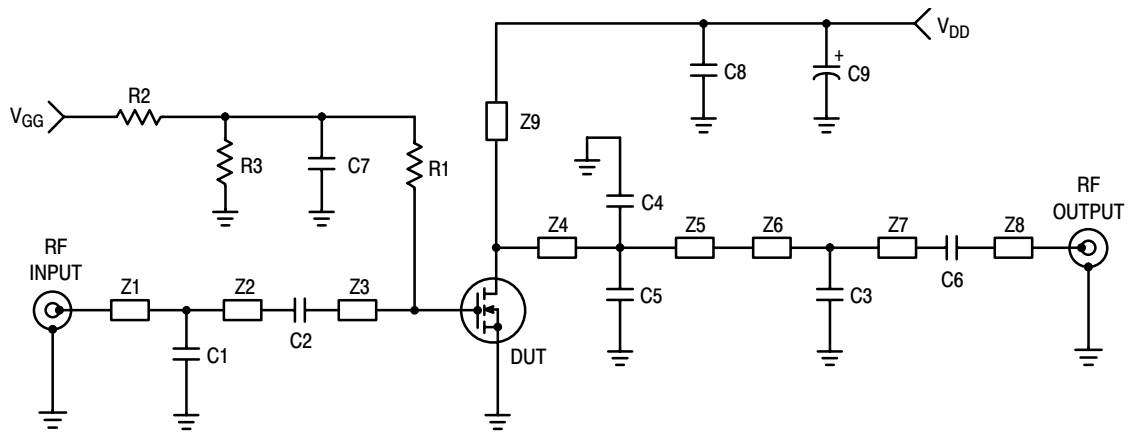 V_DD
C8
+
C9
R2
V_GG
Z9
R3
C7
R1
C4
RF
OUTPUT
Z4
Z5
Z6
Z7
Z8
C6
RF
INPUT
Z1
Z2
Z3
C5
C3
C2
C1
DUT